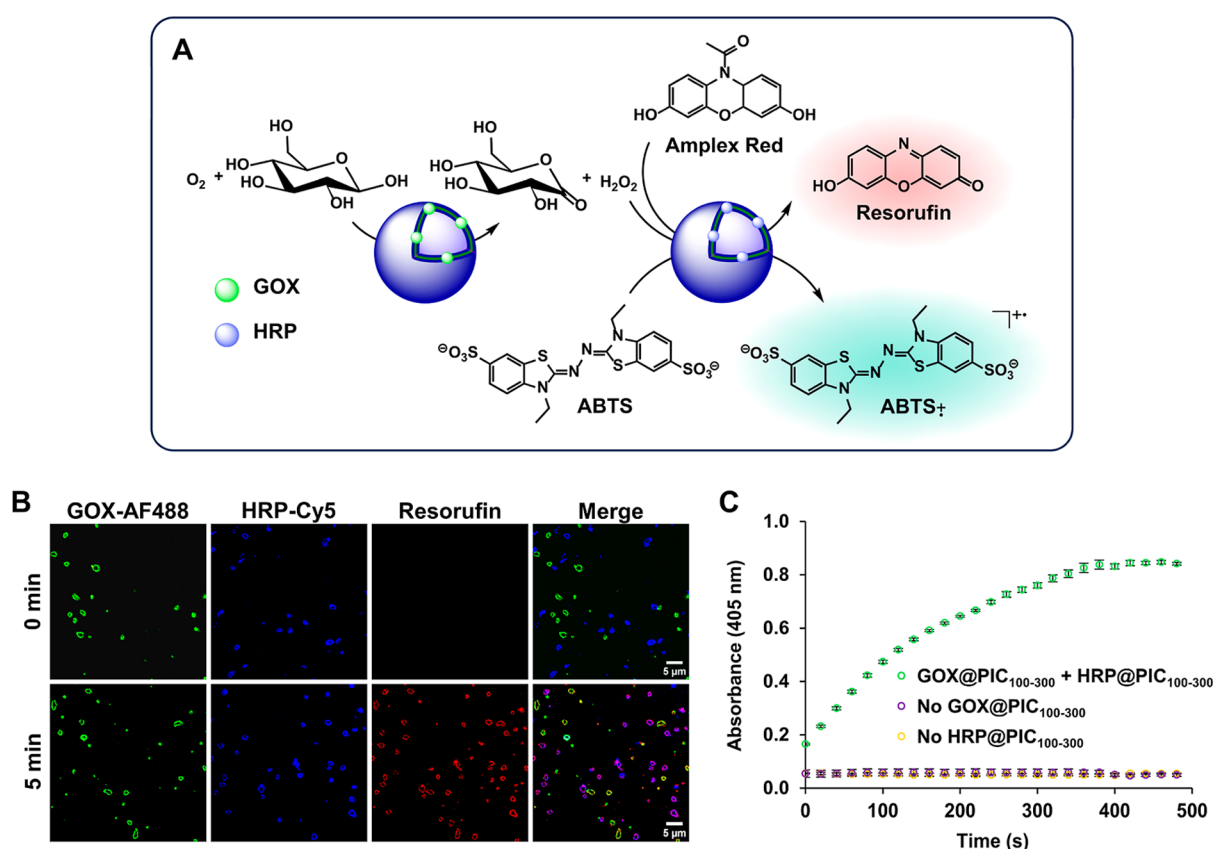 A
O
N
HO
O
OH
Amplex Red
HO
HO
HO
O
OH
OH
O₂ +
HO
HO
HO
O
OH
O
+ H₂O₂
N
HO
O
O
Resorufin
GOX
HRP
⊖O₃S
S
N
N
N
N
S
SO₃⊖
ABTS
⊖O₃S
S
N
N
N
N
S
SO₃⊖
+•
ABTS+•
B
GOX-AF488
HRP-Cy5
Resorufin
Merge
0 min
5 µm
5 min
5 µm
C
Absorbance (405 nm)
1.0
0.8
0.6
0.4
0.2
0.0
GOX@PIC₁₀₀₋₃₀₀ + HRP@PIC₁₀₀₋₃₀₀
No GOX@PIC₁₀₀₋₃₀₀
No HRP@PIC₁₀₀₋₃₀₀
0 100 200 300 400 500
Time (s)